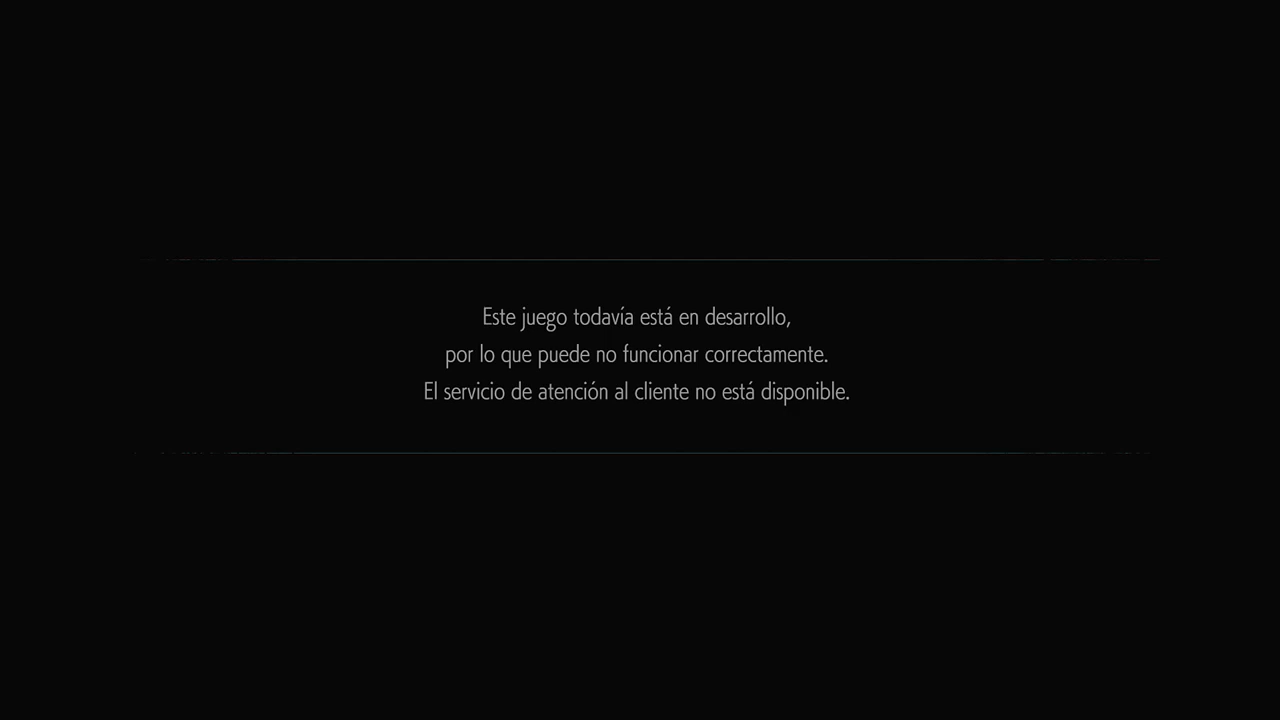 Este juego todavía está en desarrollo,
por lo que puede no funcionar correctamente.
El servicio de atención al cliente no está disponible.